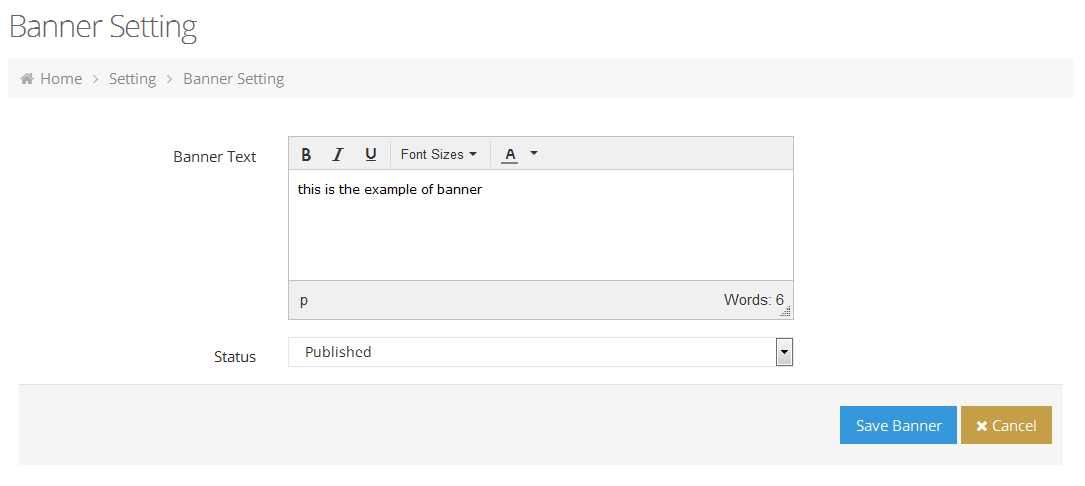 Banner Setting
Home > Setting > Banner Setting
Banner Text
B I U Font Sizes A
this is the example of banner
p Words: 6
Status Published
Save Banner Cancel